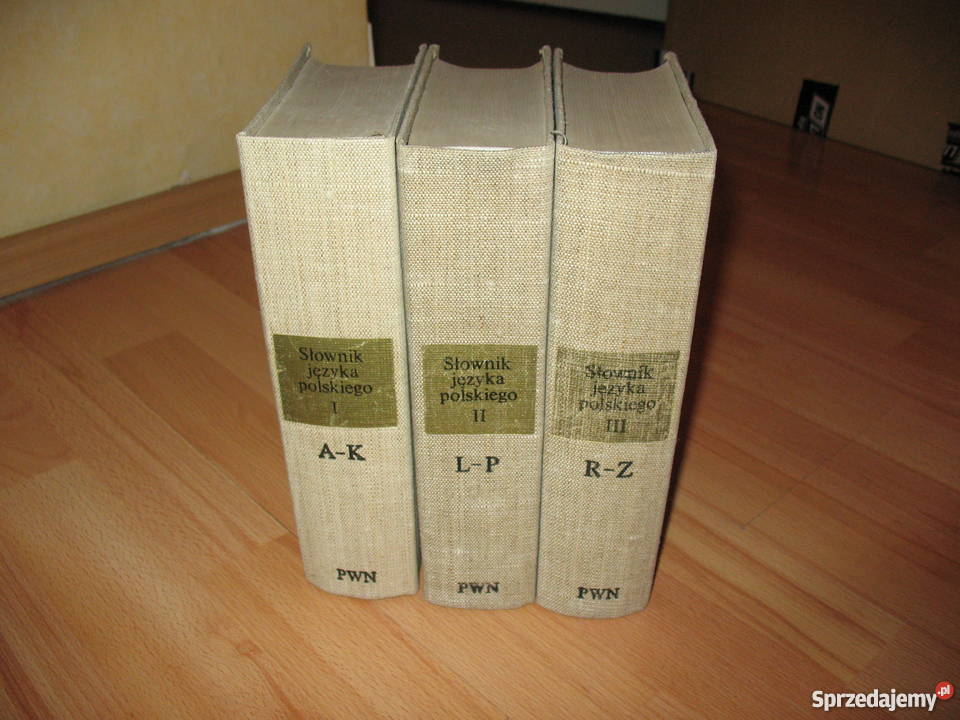 Słownik
języka
polskiego
I
A-K
PWN
Słownik
języka
polskiego
II
L-P
PWN
Słownik
języka
polskiego
III
R-Z
PWN
Sprzedajemy.pl